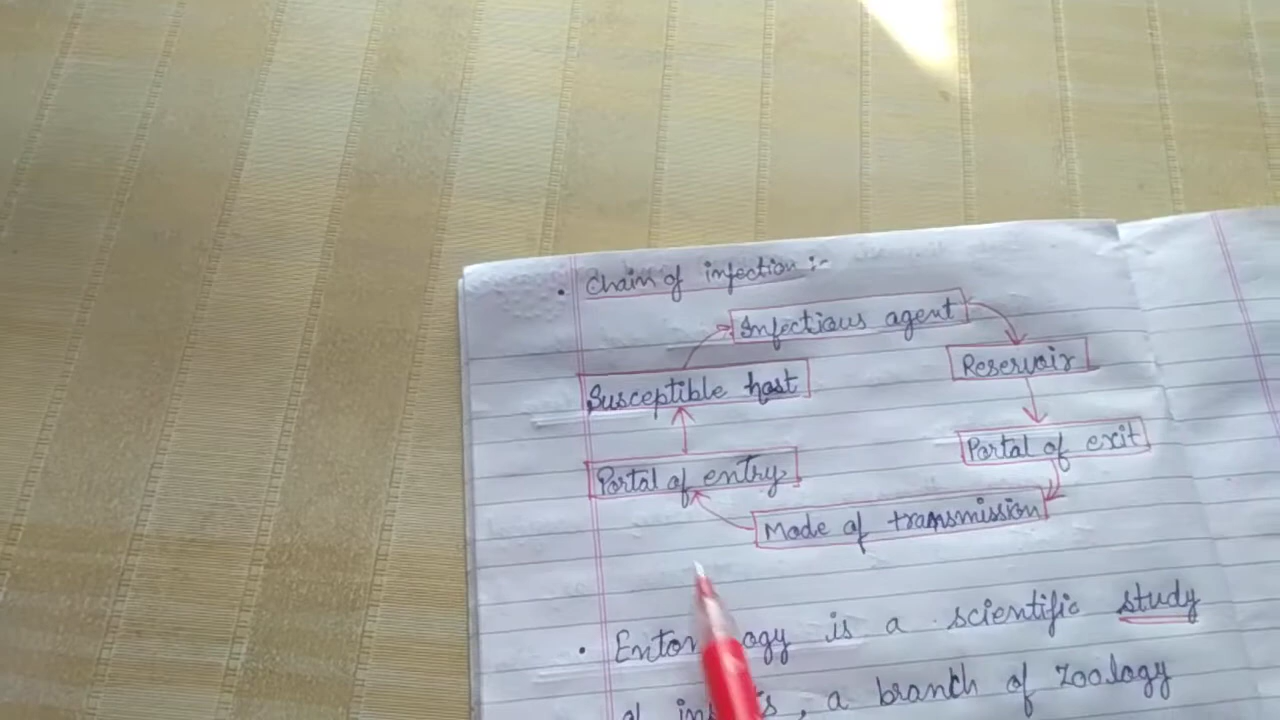 • Chain of infection :-
Infectious agent
Reservoir
Susceptible host
Portal of exit
Portal of entry
Mode of transmission
• is a scientific study
of , a branch of zoology